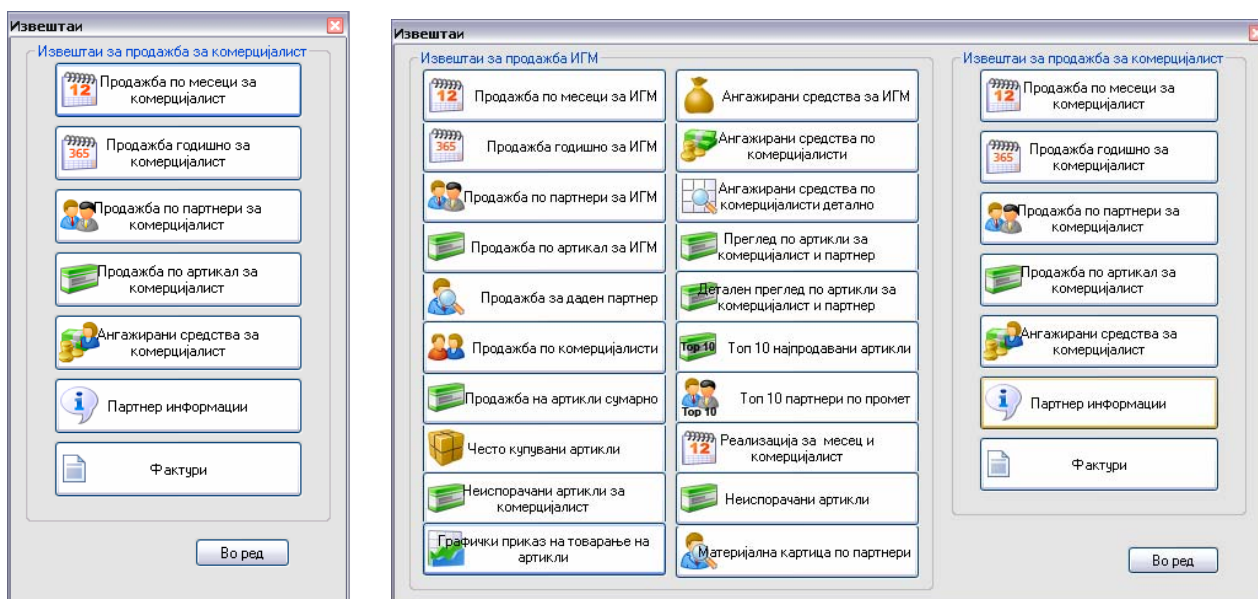 Извештаи
Извештаи за продажба за комерцијалист
12
Продажба по месеци за
комерцијалист
365
Продажба годишно за
комерцијалист
Продажба по партнери за
комерцијалист
Продажба по артикал за
комерцијалист
Ангажирани средства за
комерцијалист
Партнер информации
Фактури
Во ред
Извештаи
Извештаи за продажба ИГМ
12
Продажба по месеци за ИГМ
365
Продажба годишно за ИГМ
Продажба по партнери за ИГМ
Продажба по артикал за ИГМ
Продажба за даден партнер
Продажба по комерцијалисти
Продажба на артикли сумарно
Често купувани артикли
Неиспорачани артикли за
комерцијалист
Графички приказ на товарање на
артикли
Ангажирани средства за ИГМ
Ангажирани средства по
комерцијалисти
Ангажирани средства по
комерцијалисти детално
Преглед по артикли за
комерцијалист и партнер
Детален преглед по артикли за
комерцијалист и партнер
Top 10
Топ 10 најпродавани артикли
Top 10
Топ 10 партнери по промет
12
Реализација за месец и
комерцијалист
Неиспорачани артикли
Материјална картица по партнери
Извештаи за продажба за комерцијалист
12
Продажба по месеци за
комерцијалист
365
Продажба годишно за
комерцијалист
Продажба по партнери за
комерцијалист
Продажба по артикал за
комерцијалист
Ангажирани средства за
комерцијалист
Партнер информации
Фактури
Во ред